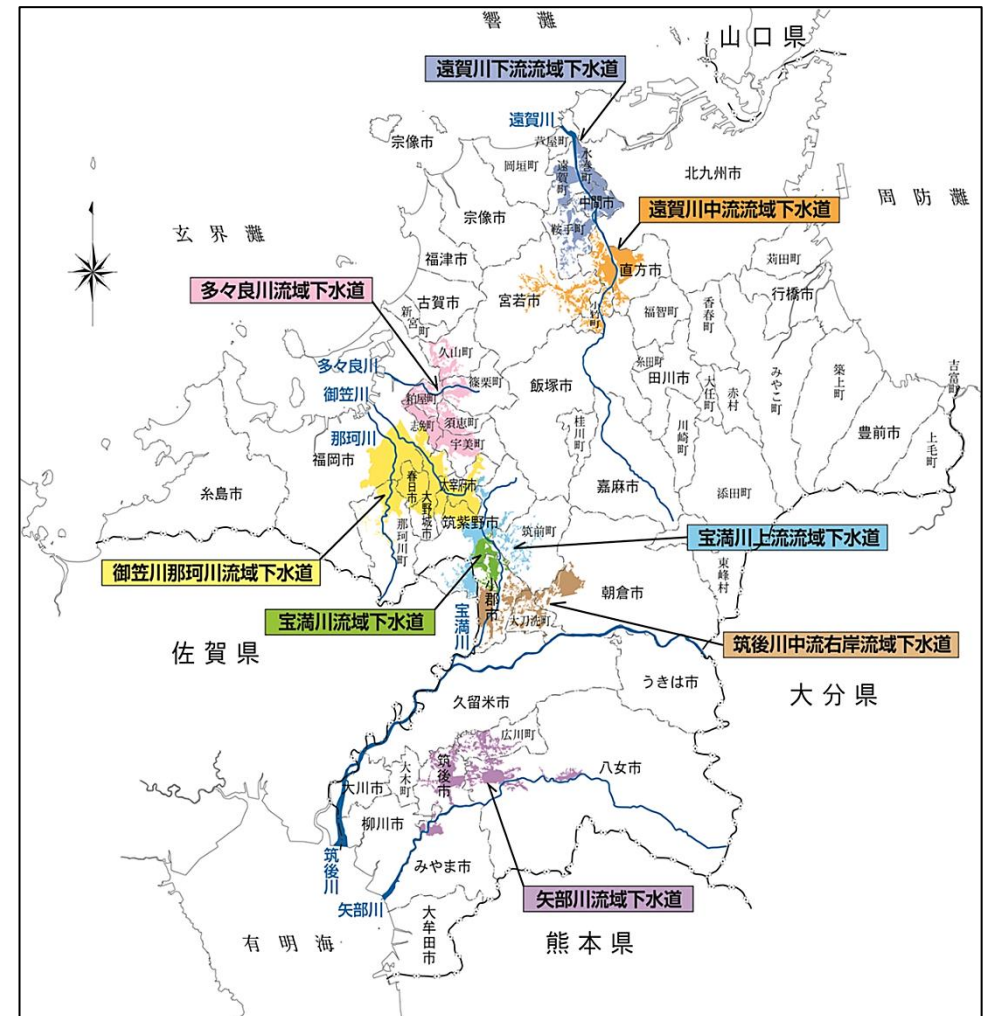 響灘
山口県
遠賀川下流流域下水道
遠賀川
宗像市
芦屋町
水巻町
岡垣町
遠賀町
北九州市
中間市
周防灘
遠賀川中流流域下水道
宗像市
鞍手町
玄界灘
福津市
苅田町
直方市
多々良川流域下水道
古賀市
宮若市
行橋市
新宮町
小竹町
福智町
香春町
久山町
多々良川
篠栗町
糸田町
飯塚市
田川市
大任町
赤村
みやこ町
築上町
吉富町
御笠川
粕屋町
志免町
須恵町
宇美町
桂川町
川崎町
豊前市
上毛町
那珂川
福岡市
糸島市
春日市
大野城市
太宰府市
嘉麻市
添田町
筑紫野市
那珂川町
筑前町
宝満川上流流域下水道
東峰村
御笠川那珂川流域下水道
小郡市
朝倉市
宝満川流域下水道
宝満川
大刀洗町
筑後川中流右岸流域下水道
佐賀県
うきは市
大分県
久留米市
広川町
筑後市
大木町
大川市
八女市
柳川市
みやま市
筑後川
矢部川流域下水道
矢部川
大牟田市
有明海
熊本県